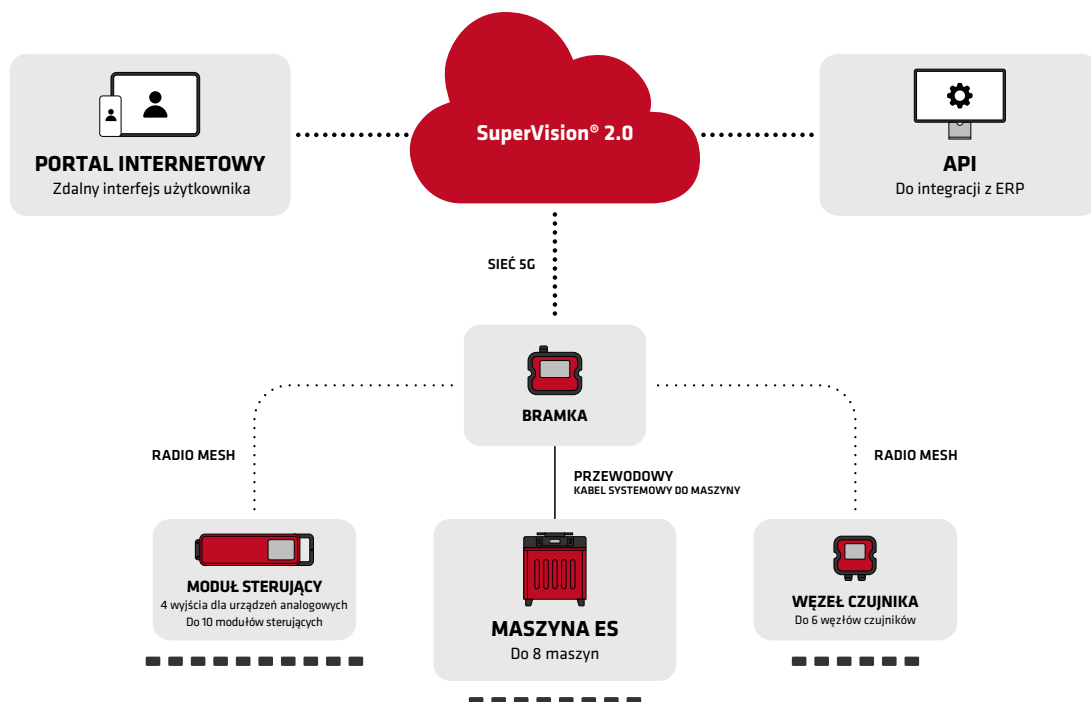 SuperVision® 2.0
PORTAL INTERNETOWY
Zdalny interfejs użytkownika
API
Do integracji z ERP
SIEĆ 5G
BRAMKA
RADIO MESH
RADIO MESH
PRZEWODOWY
KABEL SYSTEMOWY DO MASZYNY
MODUŁ STERUJĄCY
4 wyjścia dla urządzeń analogowych
Do 10 modułów sterujących
MASZYNA ES
Do 8 maszyn
WĘZEŁ CZUJNIKA
Do 6 węzłów czujników